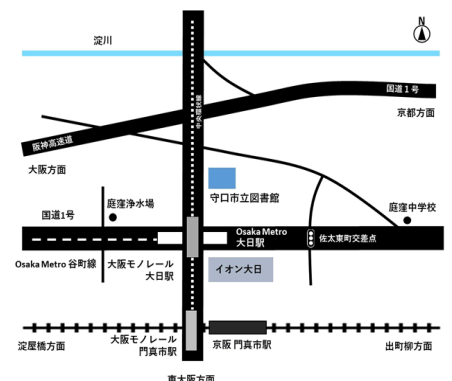 N
淀川
国道1号
中央環状線
京都方面
阪神高速道
大阪方面
守口市立図書館
庭窪浄水場
庭窪中学校
国道1号
Osaka Metro
大日駅
佐太東町交差点
Osaka Metro 谷町線
大阪モノレール
大日駅
イオン大日
淀屋橋方面
大阪モノレール
門真市駅
京阪 門真市駅
出町柳方面
東大阪方面